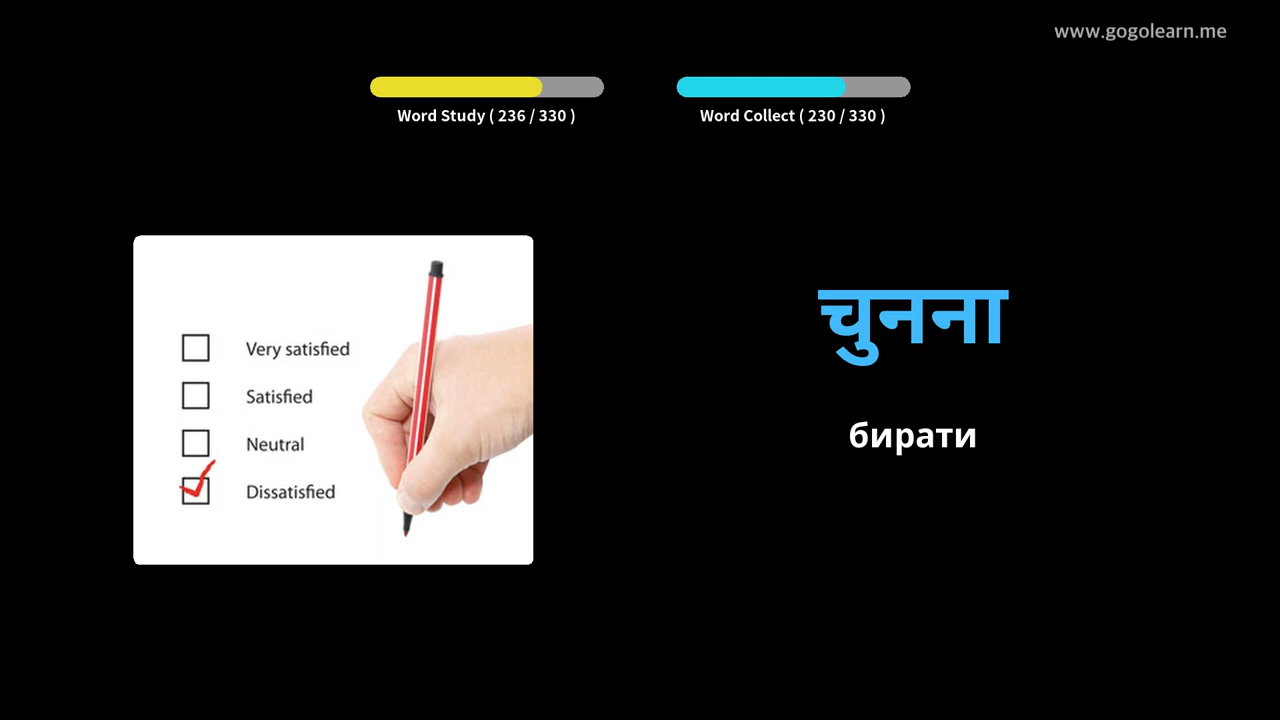 www.gogolearn.me
Word Study ( 236 / 330 )
Word Collect ( 230 / 330 )
Very satisfied
Satisfied
Neutral
Dissatisfied
चुनना
бирати